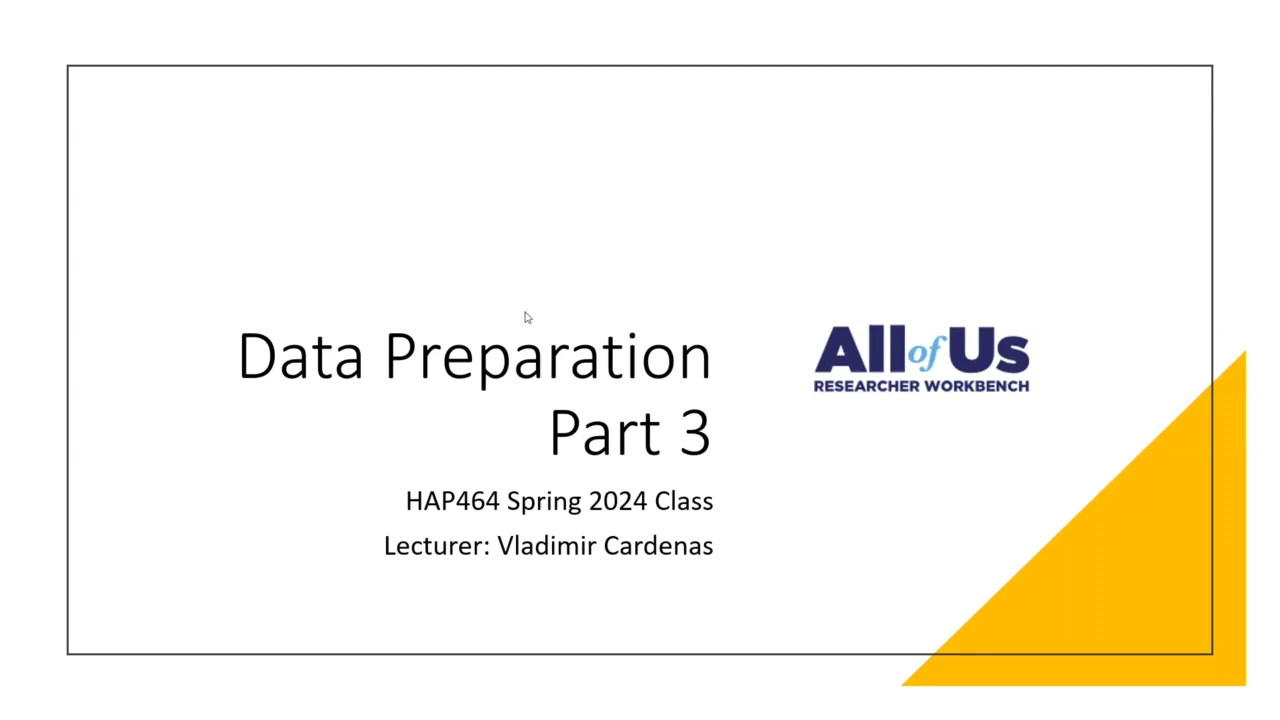 Data Preparation
Part 3
HAP464 Spring 2024 Class
Lecturer: Vladimir Cardenas
All of Us
RESEARCHER WORKBENCH